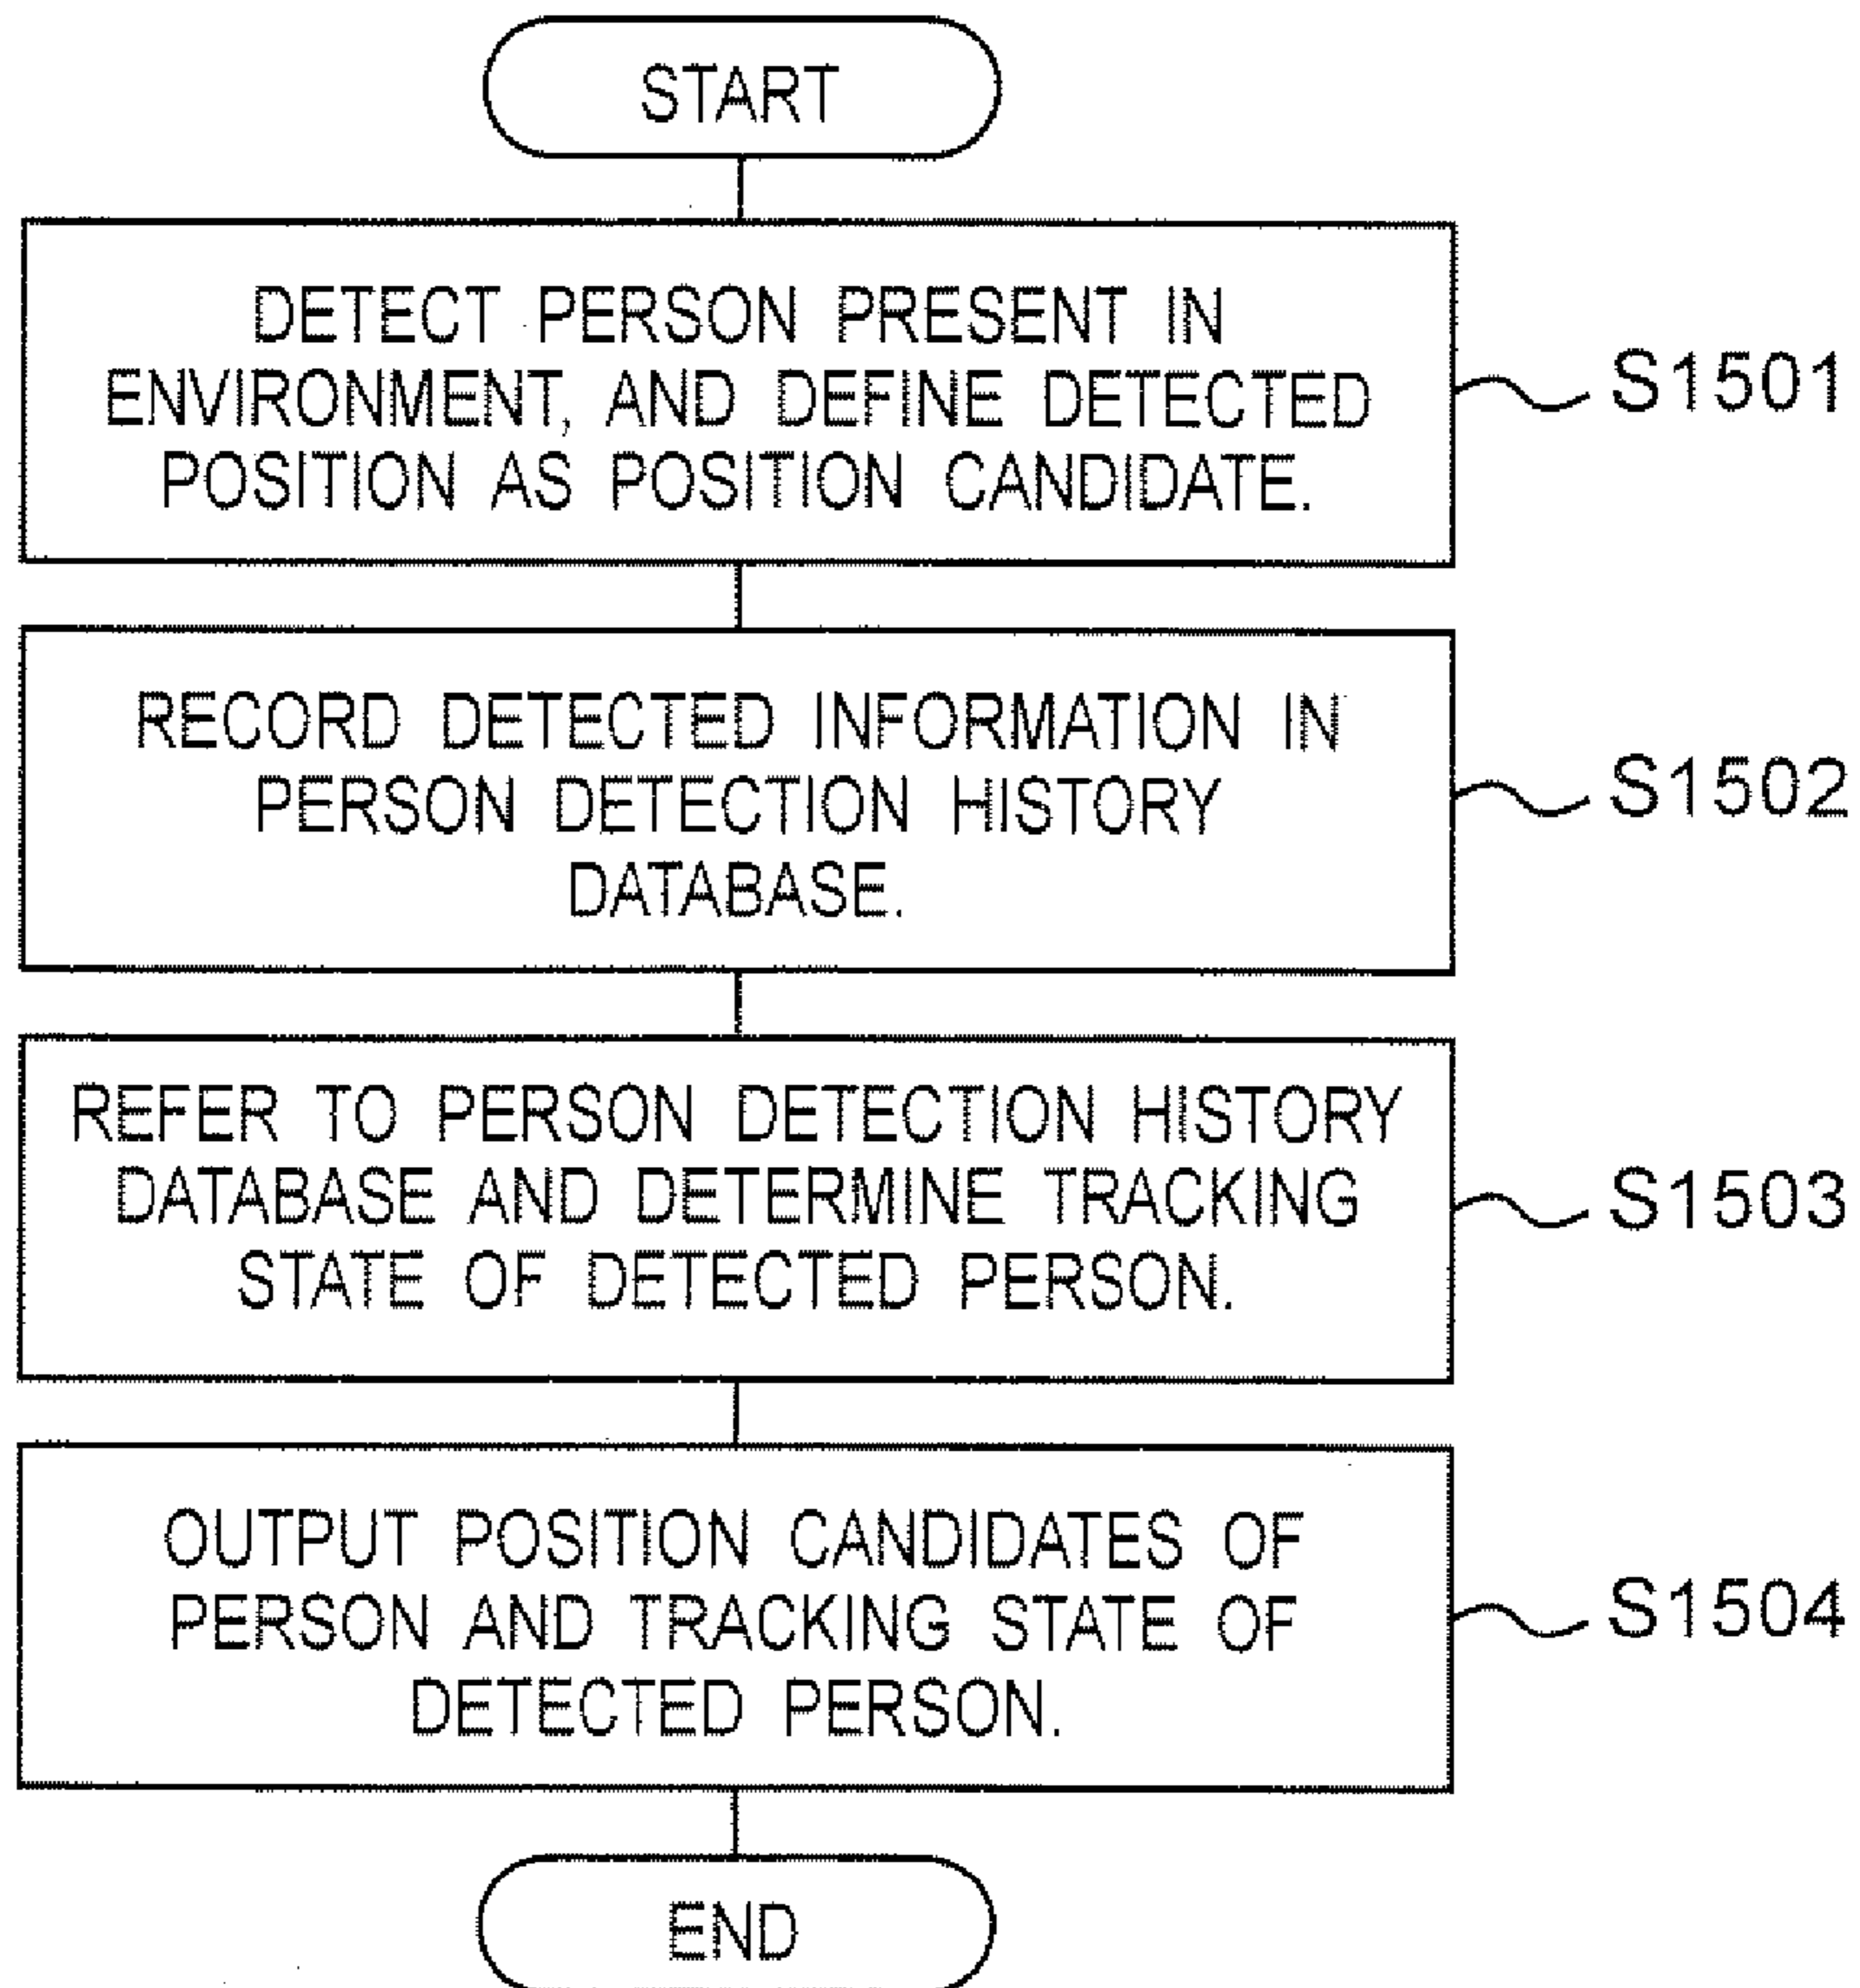 START
DETECT PERSON PRESENT IN
ENVIRONMENT, AND DEFINE DETECTED
POSITION AS POSITION CANDIDATE.
S1501
RECORD DETECTED INFORMATION IN
PERSON DETECTION HISTORY
DATABASE.
S1502
REFER TO PERSON DETECTION HISTORY
DATABASE AND DETERMINE TRACKING
STATE OF DETECTED PERSON.
S1503
OUTPUT POSITION CANDIDATES OF
PERSON AND TRACKING STATE OF
DETECTED PERSON.
S1504
END